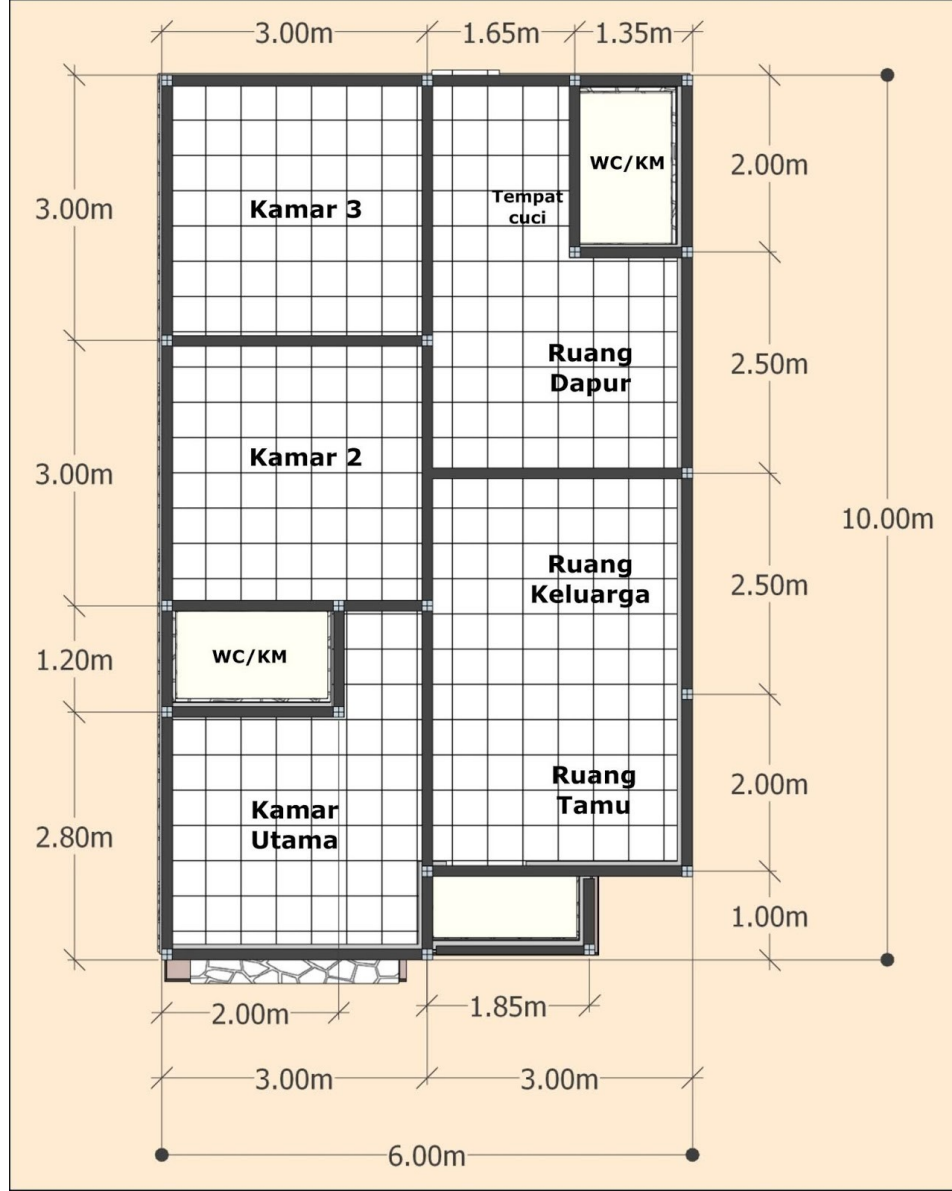 3.00m
1.65m
1.35m
WC/KM
2.00m
3.00m
Kamar 3
Tempat
cuci
Ruang
Dapur
2.50m
Kamar 2
3.00m
10.00m
Ruang
Keluarga
2.50m
WC/KM
1.20m
Ruang
Tamu
2.00m
Kamar
Utama
2.80m
1.00m
2.00m
1.85m
3.00m
3.00m
6.00m